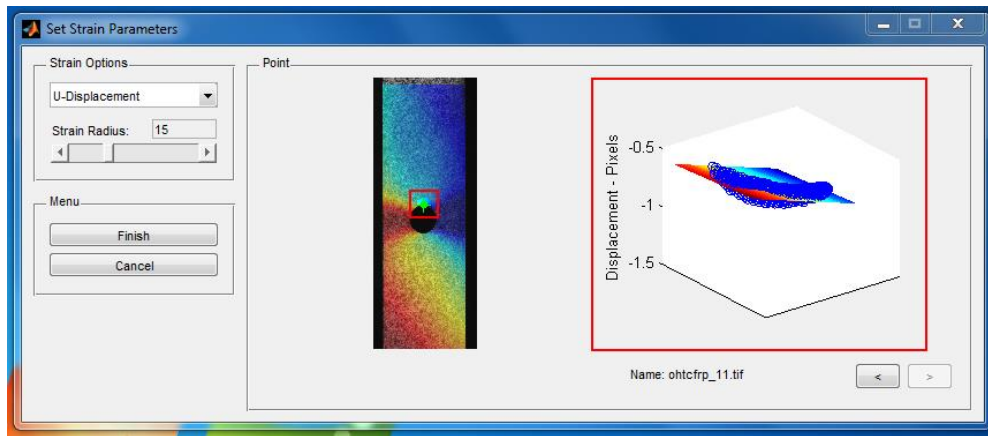 Set Strain Parameters
Strain Options
U-Displacement
Strain Radius: 15
Menu
Finish
Cancel
Point
Displacement - Pixels
-0.5
-1
-1.5
Name: ohtcfrp_11.tif
< >